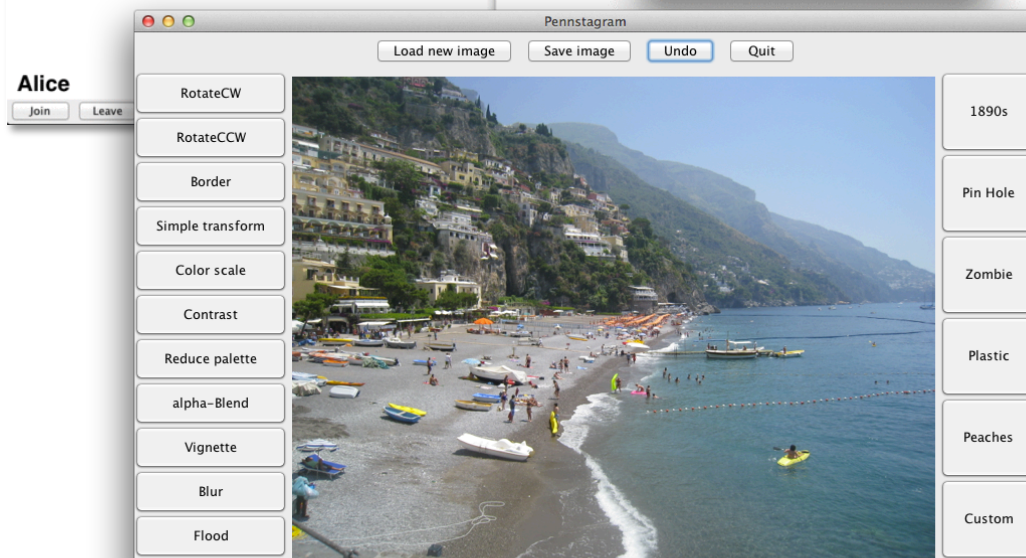 Pennstagram
Load new image
Save image
Undo
Quit
Alice
Join
Leave
RotateCW
RotateCCW
Border
Simple transform
Color scale
Contrast
Reduce palette
alpha-Blend
Vignette
Blur
Flood
1890s
Pin Hole
Zombie
Plastic
Peaches
Custom